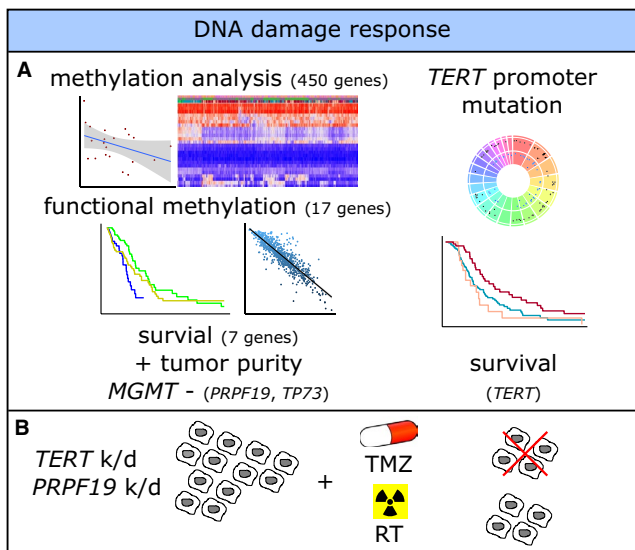 DNA damage response
A
methylation analysis (450 genes)
TERT promoter
mutation
functional methylation (17 genes)
survial (7 genes)
+ tumor purity
MGMT - (PRPF19, TP73)
survival
(TERT)
B
TERT k/d
PRPF19 k/d
+
TMZ
RT